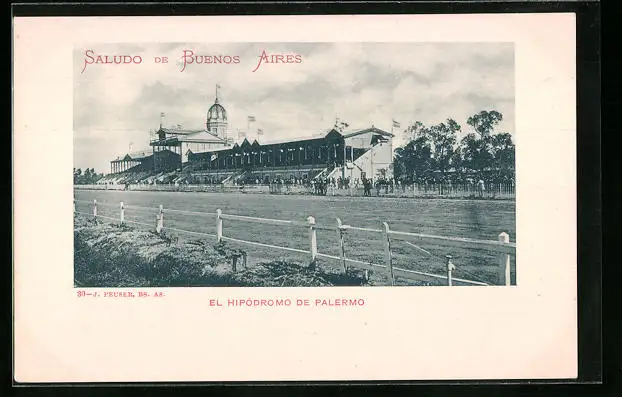 Saludo de Buenos Aires
39—J. PEUSER, BS. AS.
EL HIPÓDROMO DE PALERMO